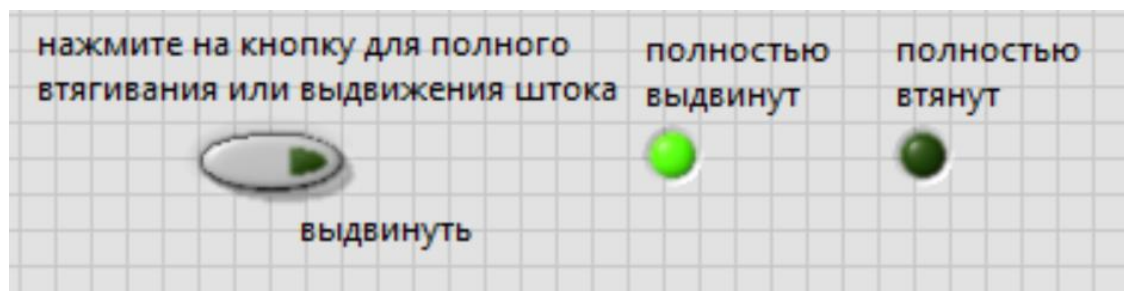 нажмите на кнопку для полного
втягивания или выдвижения штока
полностью
выдвинут
полностью
втянут
выдвинуть